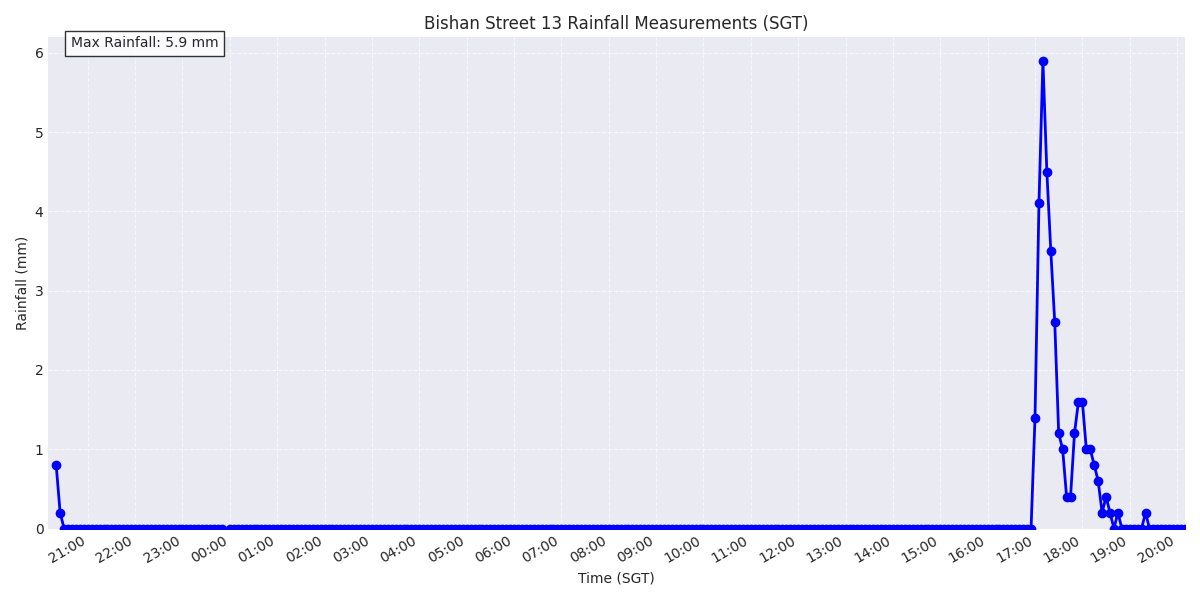 Bishan Street 13 Rainfall Measurements (SGT)
Max Rainfall: 5.9 mm
6
5
4
3
2
1
0
Rainfall (mm)
21:00 22:00 23:00 00:00 01:00 02:00 03:00 04:00 05:00 06:00 07:00 08:00 09:00 10:00 11:00 12:00 13:00 14:00 15:00 16:00 17:00 18:00 19:00 20:00
Time (SGT)